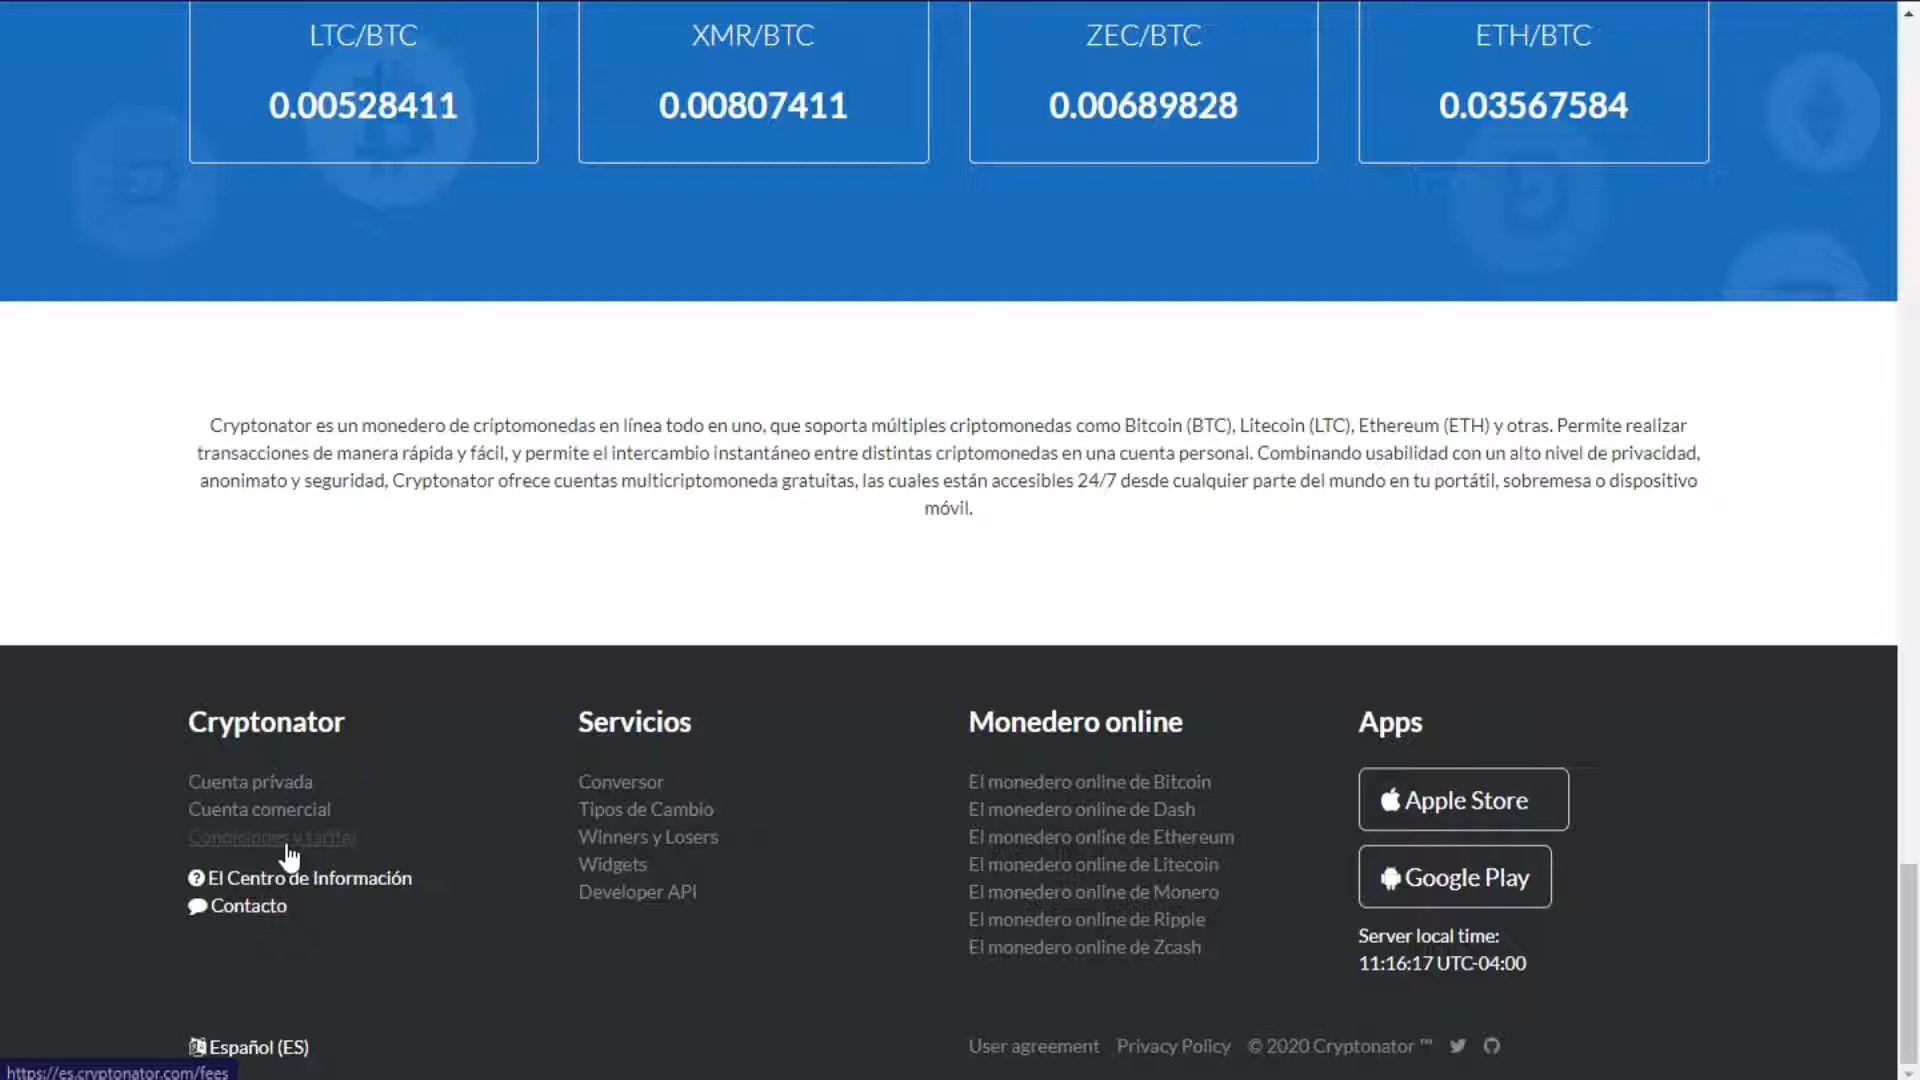 LTC/BTC
XMR/BTC
ZEC/BTC
ETH/BTC
0.00528411
0.00807411
0.00689828
0.03567584
Cryptonator es un monedero de criptomonedas en línea todo en uno, que soporta múltiples criptomonedas como Bitcoin (BTC), Litecoin (LTC), Ethereum (ETH) y otras. Permite realizar
transacciones de manera rápida y fácil, y permite el intercambio instantáneo entre distintas criptomonedas en una cuenta personal. Combinando usabilidad con un alto nivel de privacidad,
anonimato y seguridad, Cryptonator ofrece cuentas multicriptomoneda gratuitas, las cuales están accesibles 24/7 desde cualquier parte del mundo en tu portátil, sobremesa o dispositivo
móvil.
Cryptonator
Cuenta privada
Cuenta comercial
Condiciones y tarifas
El Centro de Información
Contacto
Servicios
Conversor
Tipos de Cambio
Winners y Losers
Widgets
Developer API
Monedero online
El monedero online de Bitcoin
El monedero online de Dash
El monedero online de Ethereum
El monedero online de Litecoin
El monedero online de Monero
El monedero online de Ripple
El monedero online de Zcash
Apps
Apple Store
Google Play
Server local time:
11:16:17 UTC-04:00
Español (ES)
User agreement Privacy Policy © 2020 Cryptonator ™
https://es.cryptonator.com/fees